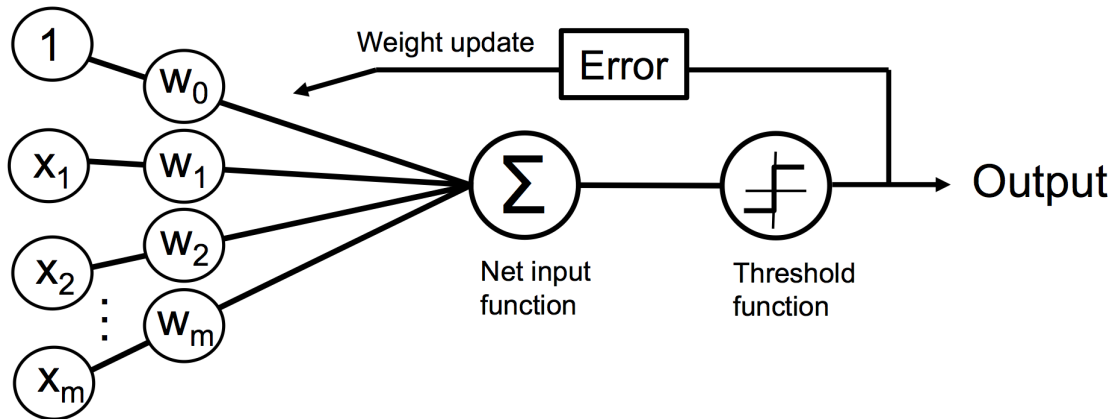 1
w₀
x₁
w₁
x₂
w₂
⋮
xₘ
wₘ
Weight update
Error
Σ
Net input
function
Threshold
function
Output